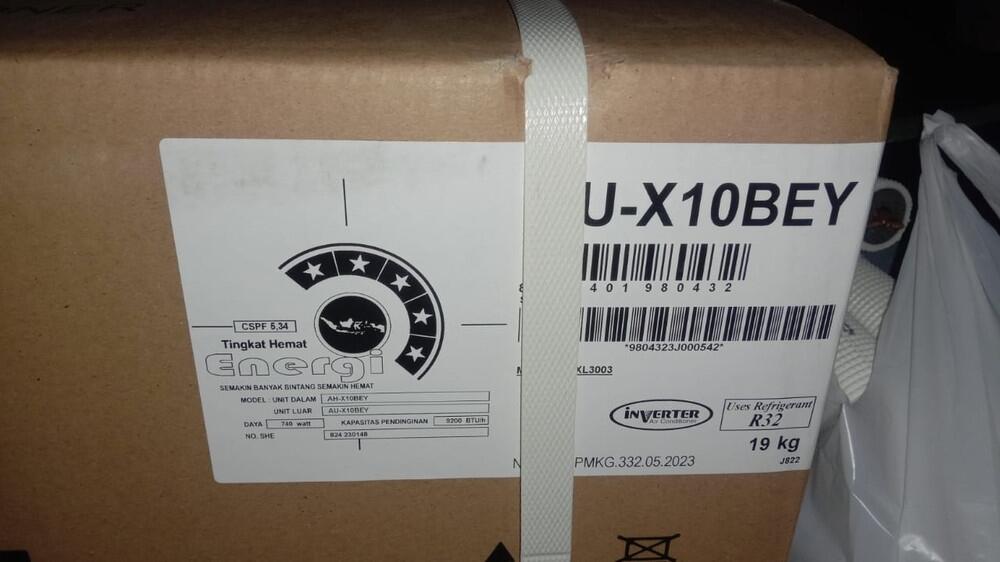 U-X10BEY
401 980432
*9804323J000542*
XL3003
CSPF 5,34
Tingkat Hemat
Energi
SEMAKIN BANYAK BINTANG SEMAKIN HEMAT
MODEL : UNIT DALAM AH-X10BEY
UNIT LUAR AU-X10BEY
DAYA 740 watt KAPASITAS PENDINGINAN 9200 BTU/h
NO. SHE 824 230148
INVERTER
Air Conditioner
Uses Refrigerant
R32
19 kg
PMKG.332.05.2023
J822